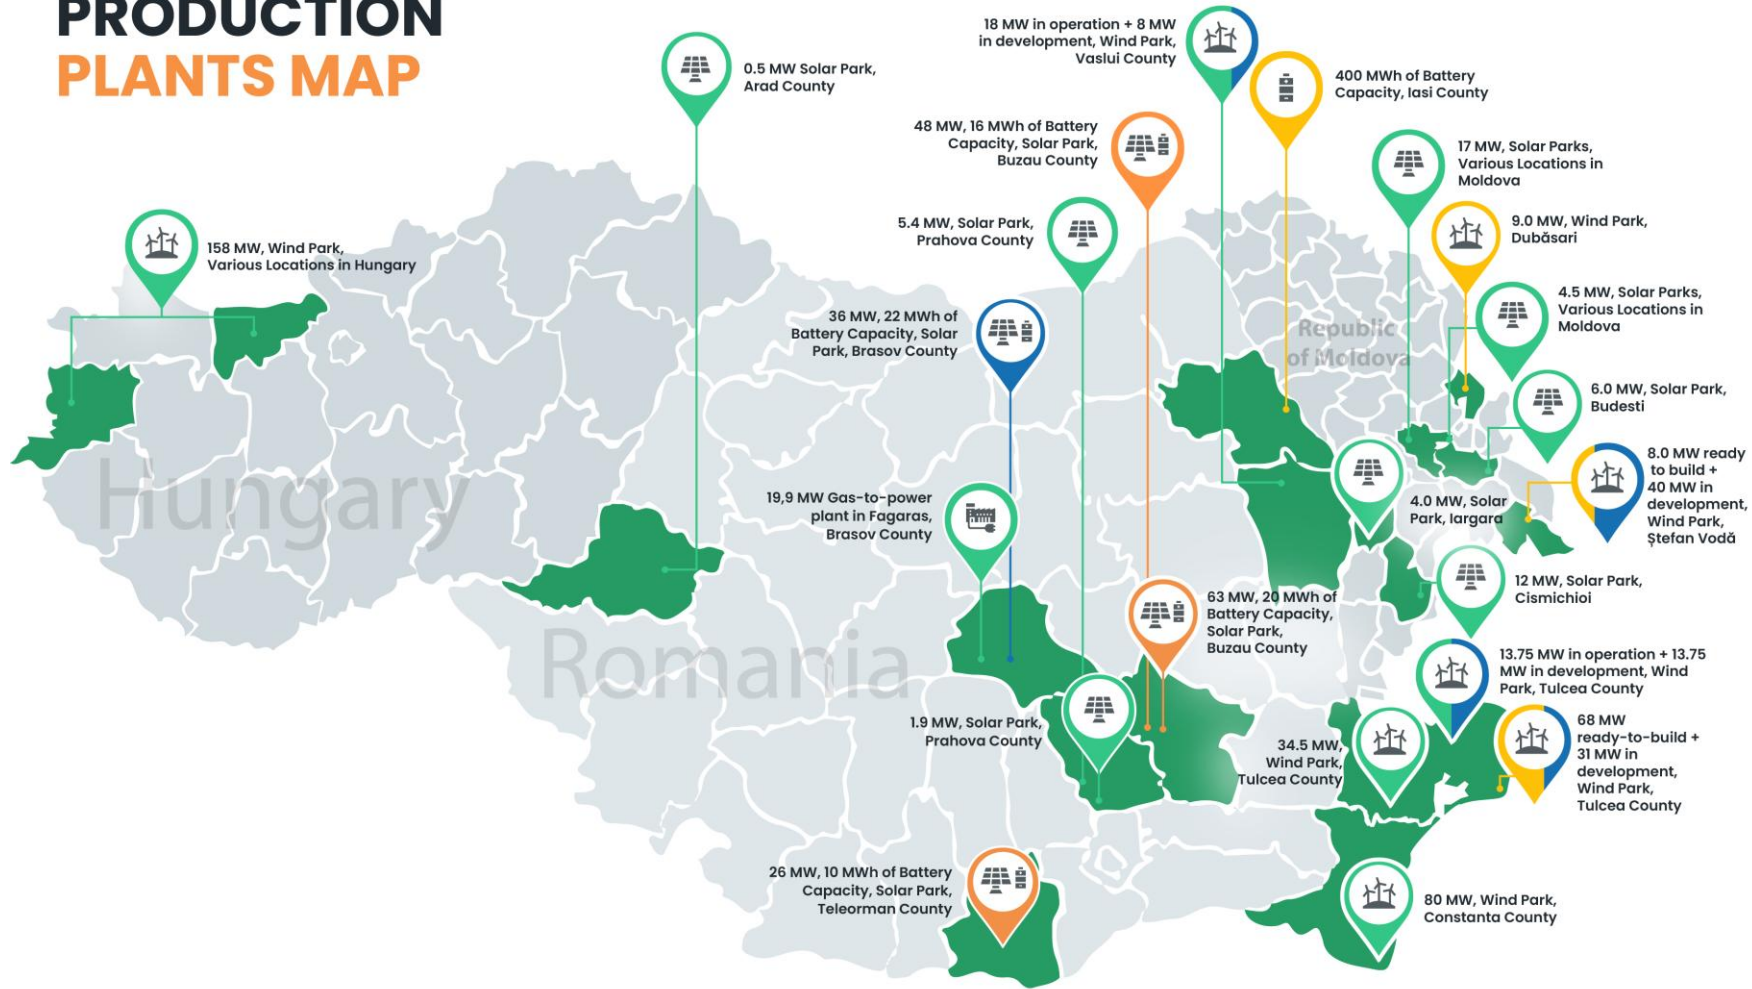 PRODUCTION
PLANTS MAP
0.5 MW Solar Park,
Arad County
18 MW in operation + 8 MW
in development, Wind Park,
Vaslui County
400 MWh of Battery
Capacity, Iasi County
48 MW, 16 MWh of Battery
Capacity, Solar Park,
Buzau County
17 MW, Solar Parks,
Various Locations in
Moldova
5.4 MW, Solar Park,
Prahova County
9.0 MW, Wind Park,
Dubăsari
158 MW, Wind Park,
Various Locations in Hungary
4.5 MW, Solar Parks,
Various Locations in
Moldova
36 MW, 22 MWh of
Battery Capacity, Solar
Park, Brasov County
Republic
of Moldova
6.0 MW, Solar Park,
Budesti
8.0 MW ready
to build +
40 MW in
development,
Wind Park,
Ștefan Vodă
Hungary
19,9 MW Gas-to-power
plant in Fagaras,
Brasov County
4.0 MW, Solar
Park, Iargara
12 MW, Solar Park,
Cismichioi
63 MW, 20 MWh of
Battery Capacity,
Solar Park,
Buzau County
Romania
13.75 MW in operation + 13.75
MW in development, Wind
Park, Tulcea County
1.9 MW, Solar Park,
Prahova County
34.5 MW,
Wind Park,
Tulcea County
68 MW
ready-to-build +
31 MW in
development,
Wind Park,
Tulcea County
26 MW, 10 MWh of Battery
Capacity, Solar Park,
Teleorman County
80 MW, Wind Park,
Constanta County